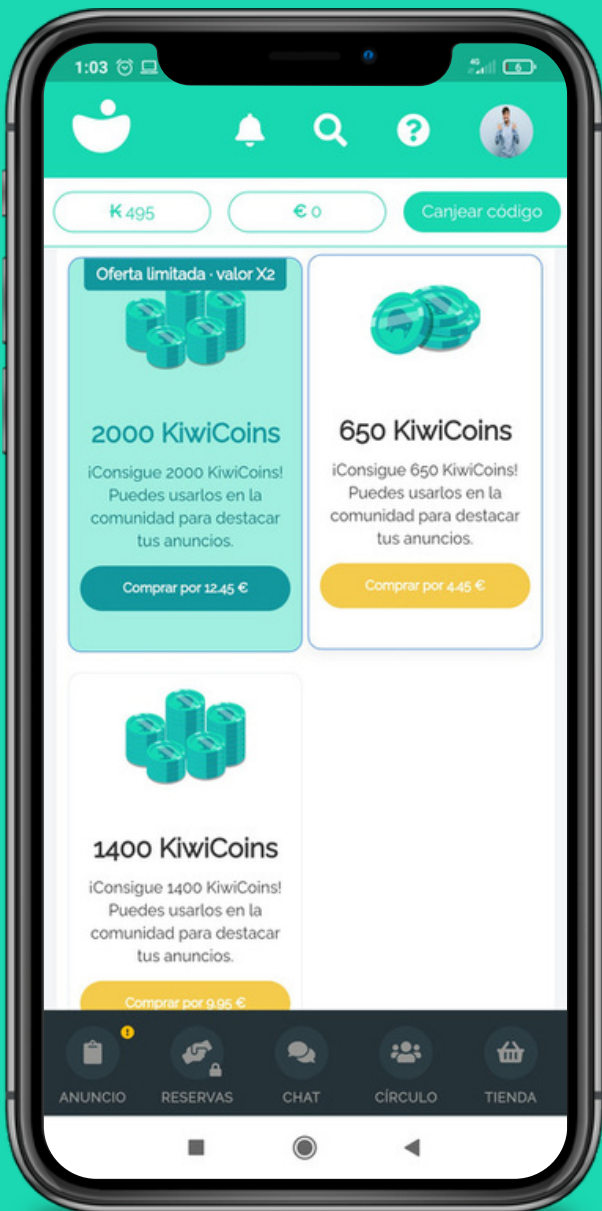 1:03
4G
6
₭ 495
€ 0
Canjear código
Oferta limitada · valor X2
2000 KiwiCoins
¡Consigue 2000 KiwiCoins!
Puedes usarlos en la
comunidad para destacar
tus anuncios.
Comprar por 12.45 €
650 KiwiCoins
¡Consigue 650 KiwiCoins!
Puedes usarlos en la
comunidad para destacar
tus anuncios.
Comprar por 4.45 €
1400 KiwiCoins
¡Consigue 1400 KiwiCoins!
Puedes usarlos en la
comunidad para destacar
tus anuncios.
Comprar por 9.95 €
ANUNCIO
RESERVAS
CHAT
CÍRCULO
TIENDA